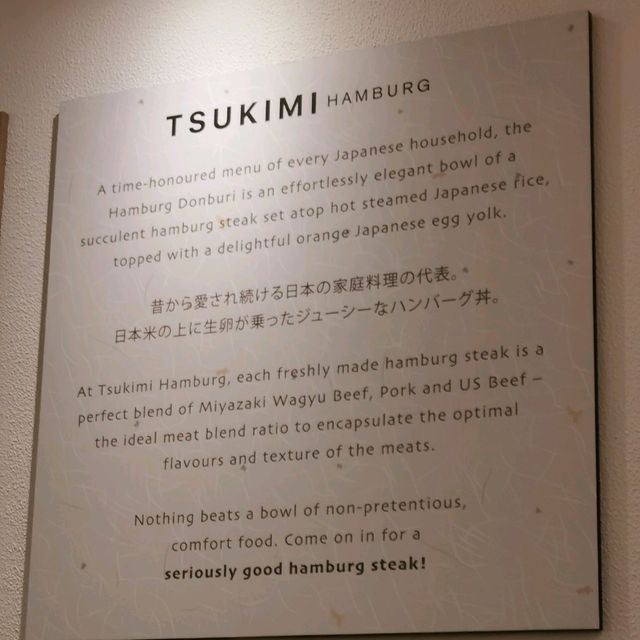 TSUKIMI HAMBURG
A time-honoured menu of every Japanese household, the
Hamburg Donburi is an effortlessly elegant bowl of a
succulent hamburg steak set atop hot steamed Japanese rice,
topped with a delightful orange Japanese egg yolk.
昔から愛され続ける日本の家庭料理の代表。
日本米の上に生卵が乗ったジューシーなハンバーグ丼。
At Tsukimi Hamburg, each freshly made hamburg steak is a
perfect blend of Miyazaki Wagyu Beef, Pork and US Beef –
the ideal meat blend ratio to encapsulate the optimal
flavours and texture of the meats.
Nothing beats a bowl of non-pretentious,
comfort food. Come on in for a
seriously good hamburg steak!